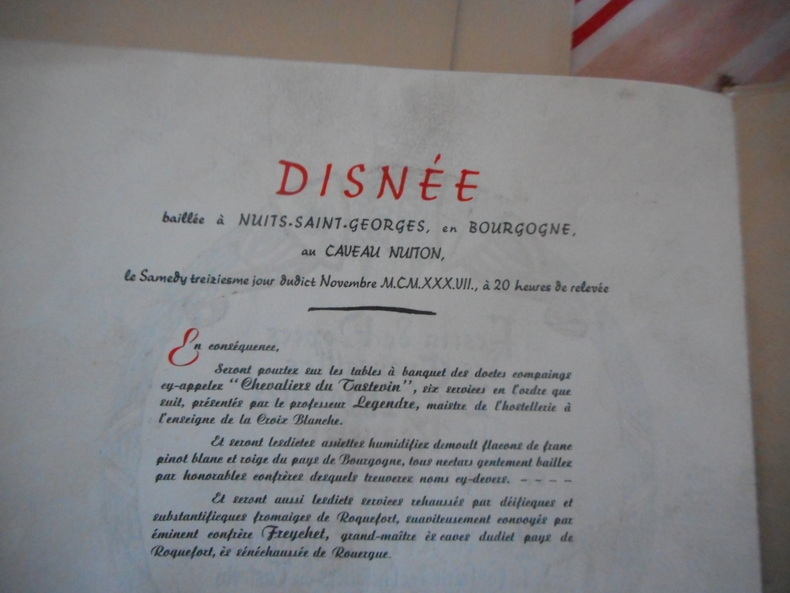 DISNÉE
baillée à NUITS-SAINT-GEORGES, en BOURGOGNE,
au CAVEAU NUITON,
le Samedy treiziesme jour dudict Novembre M.CM.XXX.VII., à 20 heures de relevée
En conséquence,
Seront pourtez sur les tables à banquet des doctes compaings
cy-appelez "Chevaliers du Tastevin", six services en l'ordre que
suit, présentés par le professeur Legendre, maistre de l'hostellerie à
l'enseigne de la Croix Blanche.
Et seront lesdictes assiettes humidifiez demoult flacons de franc
pinot blanc et roige du pays de Bourgogne, tous nectars gentement baillez
par honorables confrères desquels treuverez noms cy-devers. - - - -
Et seront aussi lesdicts services rehaussés par déificques et
substantificques fromaiges de Roquefort, suaviteusement convoyés par
éminent confrère Freychet, grand-maître ès caves dudict pays de
Roquefort, ès sénéchaussée de Rouergue.